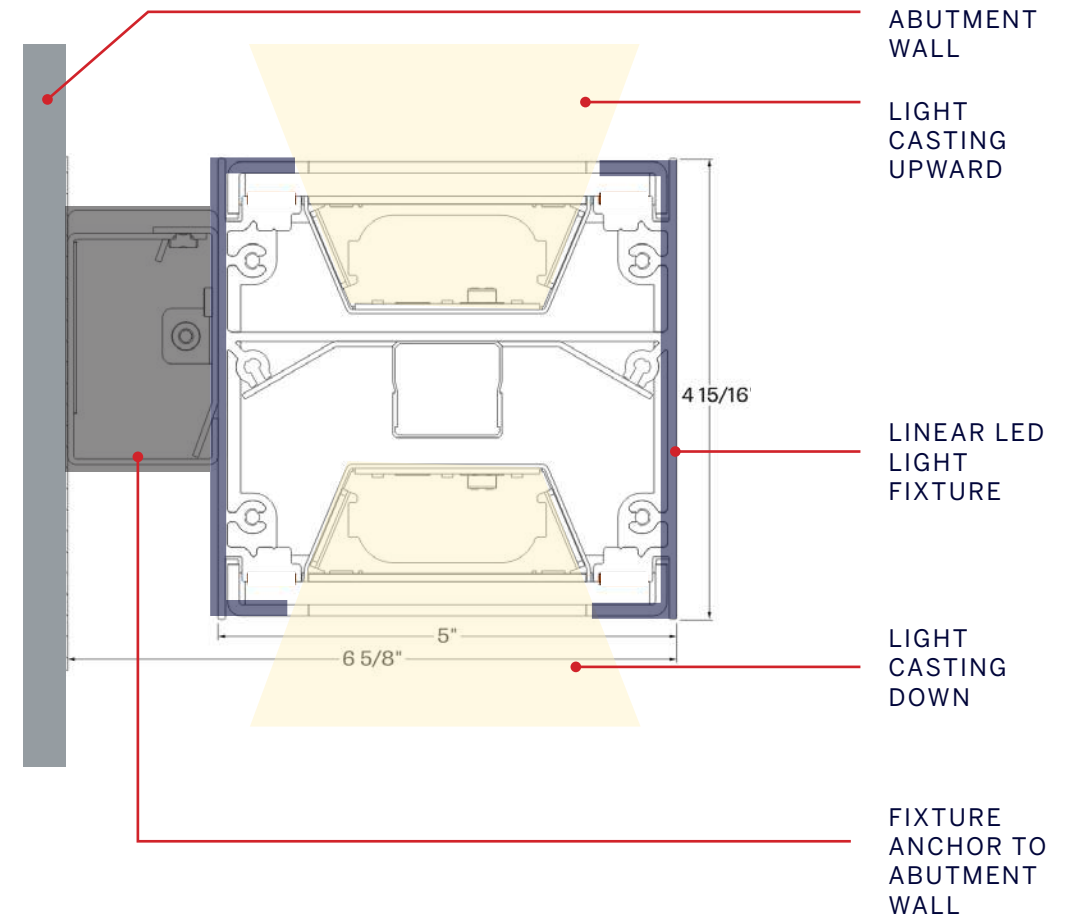 ABUTMENT
WALL
LIGHT
CASTING
UPWARD
4 15/16'
LINEAR LED
LIGHT
FIXTURE
5"
6 5/8"
LIGHT
CASTING
DOWN
FIXTURE
ANCHOR TO
ABUTMENT
WALL